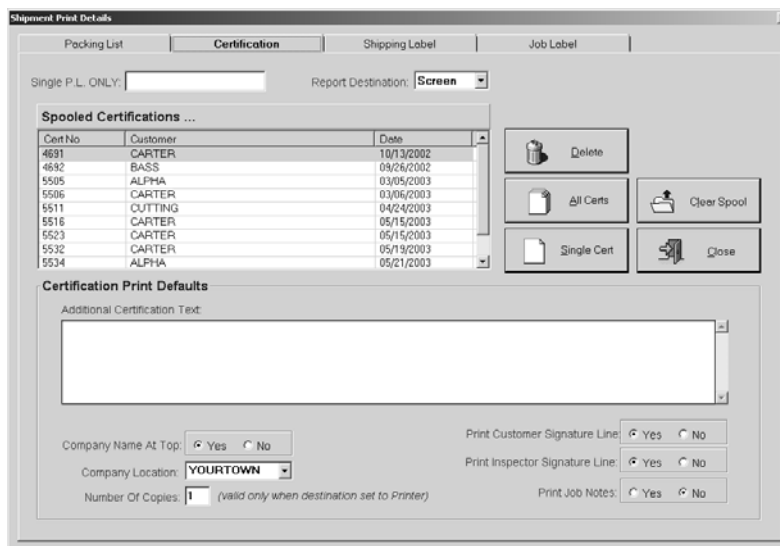 Shipment Print Details
Packing List Certification Shipping Label Job Label
Single P.L. ONLY: Report Destination: Screen
Spooled Certifications ...
Cert No Customer Date
4691 CARTER 10/13/2002
4692 BASS 09/26/2002
5505 ALPHA 03/05/2003
5506 CARTER 03/06/2003
5511 CUTTING 04/24/2003
5516 CARTER 05/15/2003
5523 CARTER 05/15/2003
5532 CARTER 05/19/2003
5534 ALPHA 05/21/2003
Delete
All Certs Clear Spool
Single Cert Close
Certification Print Defaults
Additional Certification Text:
Company Name At Top: Yes No
Company Location: YOURTOWN
Number Of Copies: 1 (valid only when destination set to Printer)
Print Customer Signature Line: Yes No
Print Inspector Signature Line: Yes No
Print Job Notes: Yes No